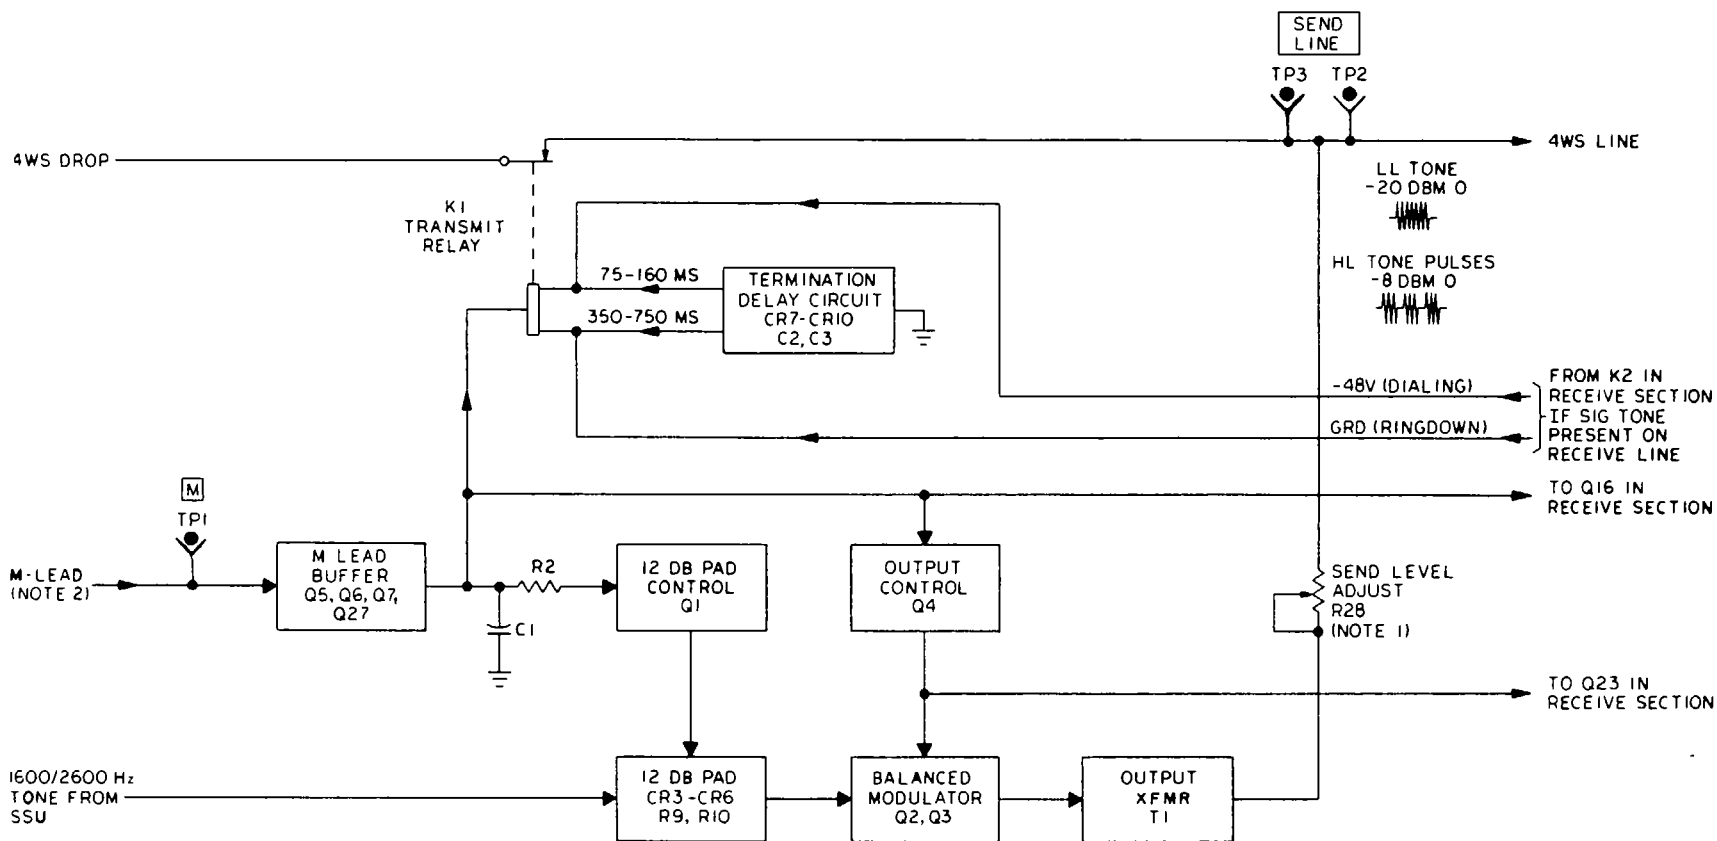 SEND
LINE
TP3
TP2
4WS DROP
4WS LINE
LL TONE
-20 DBM 0
K1
TRANSMIT
RELAY
HL TONE PULSES
-8 DBM 0
75-160 MS
350-750 MS
TERMINATION
DELAY CIRCUIT
CR7-CR10
C2, C3
-48V (DIALING)
GRD (RINGDOWN)
FROM K2 IN
RECEIVE SECTION
IF SIG TONE
PRESENT ON
RECEIVE LINE
M
TP1
TO Q16 IN
RECEIVE SECTION
M-LEAD
(NOTE 2)
M LEAD
BUFFER
Q5, Q6, Q7,
Q27
R2
C1
12 DB PAD
CONTROL
Q1
OUTPUT
CONTROL
Q4
SEND LEVEL
ADJUST
R28
(NOTE 1)
TO Q23 IN
RECEIVE SECTION
1600/2600 Hz
TONE FROM
SSU
12 DB PAD
CR3-CR6
R9, R10
BALANCED
MODULATOR
Q2, Q3
OUTPUT
XFMR
T1